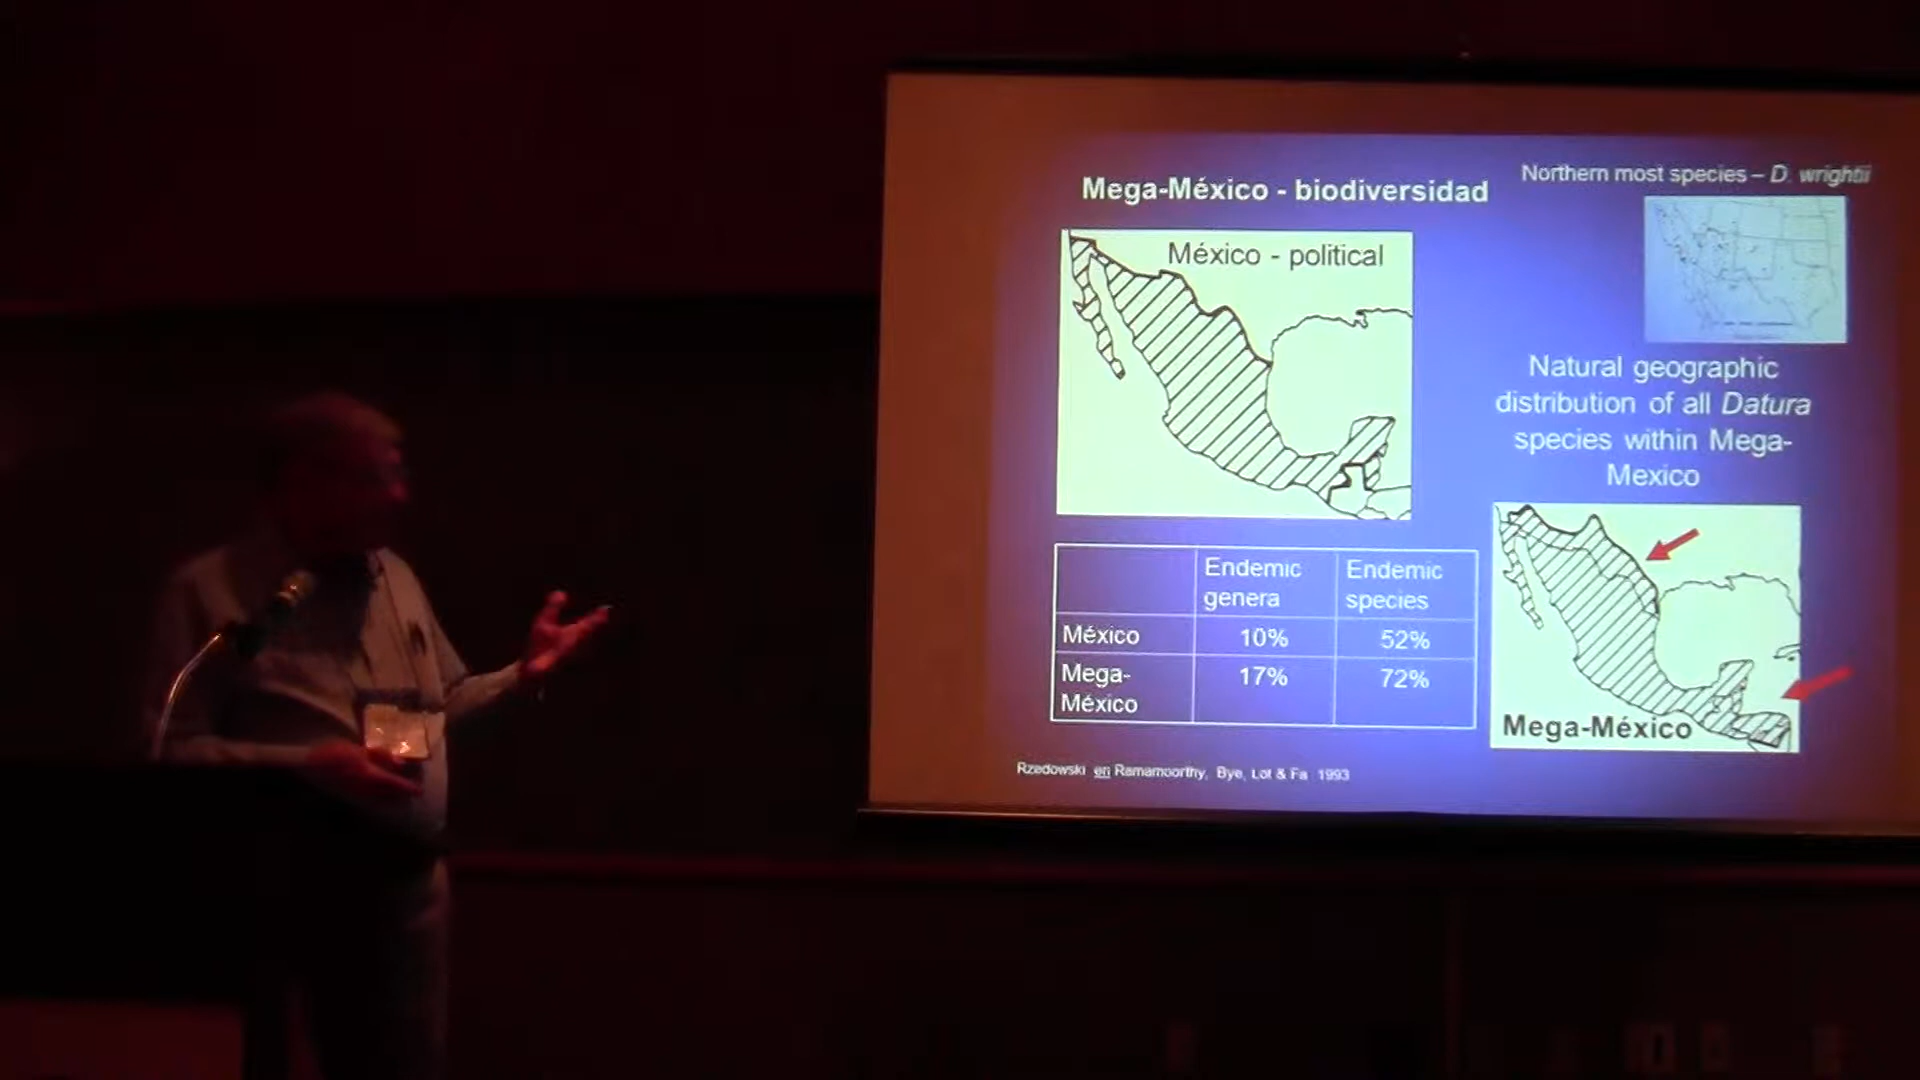 Mega-México - biodiversidad
Northern most species – D. wrightii
México - political
Natural geographic
distribution of all Datura
species within Mega-
Mexico
Endemic genera
Endemic species
México 10% 52%
Mega-México 17% 72%
Mega-México
Rzedowski en Ramamoorthy, Bye, Lot & Fa 1993